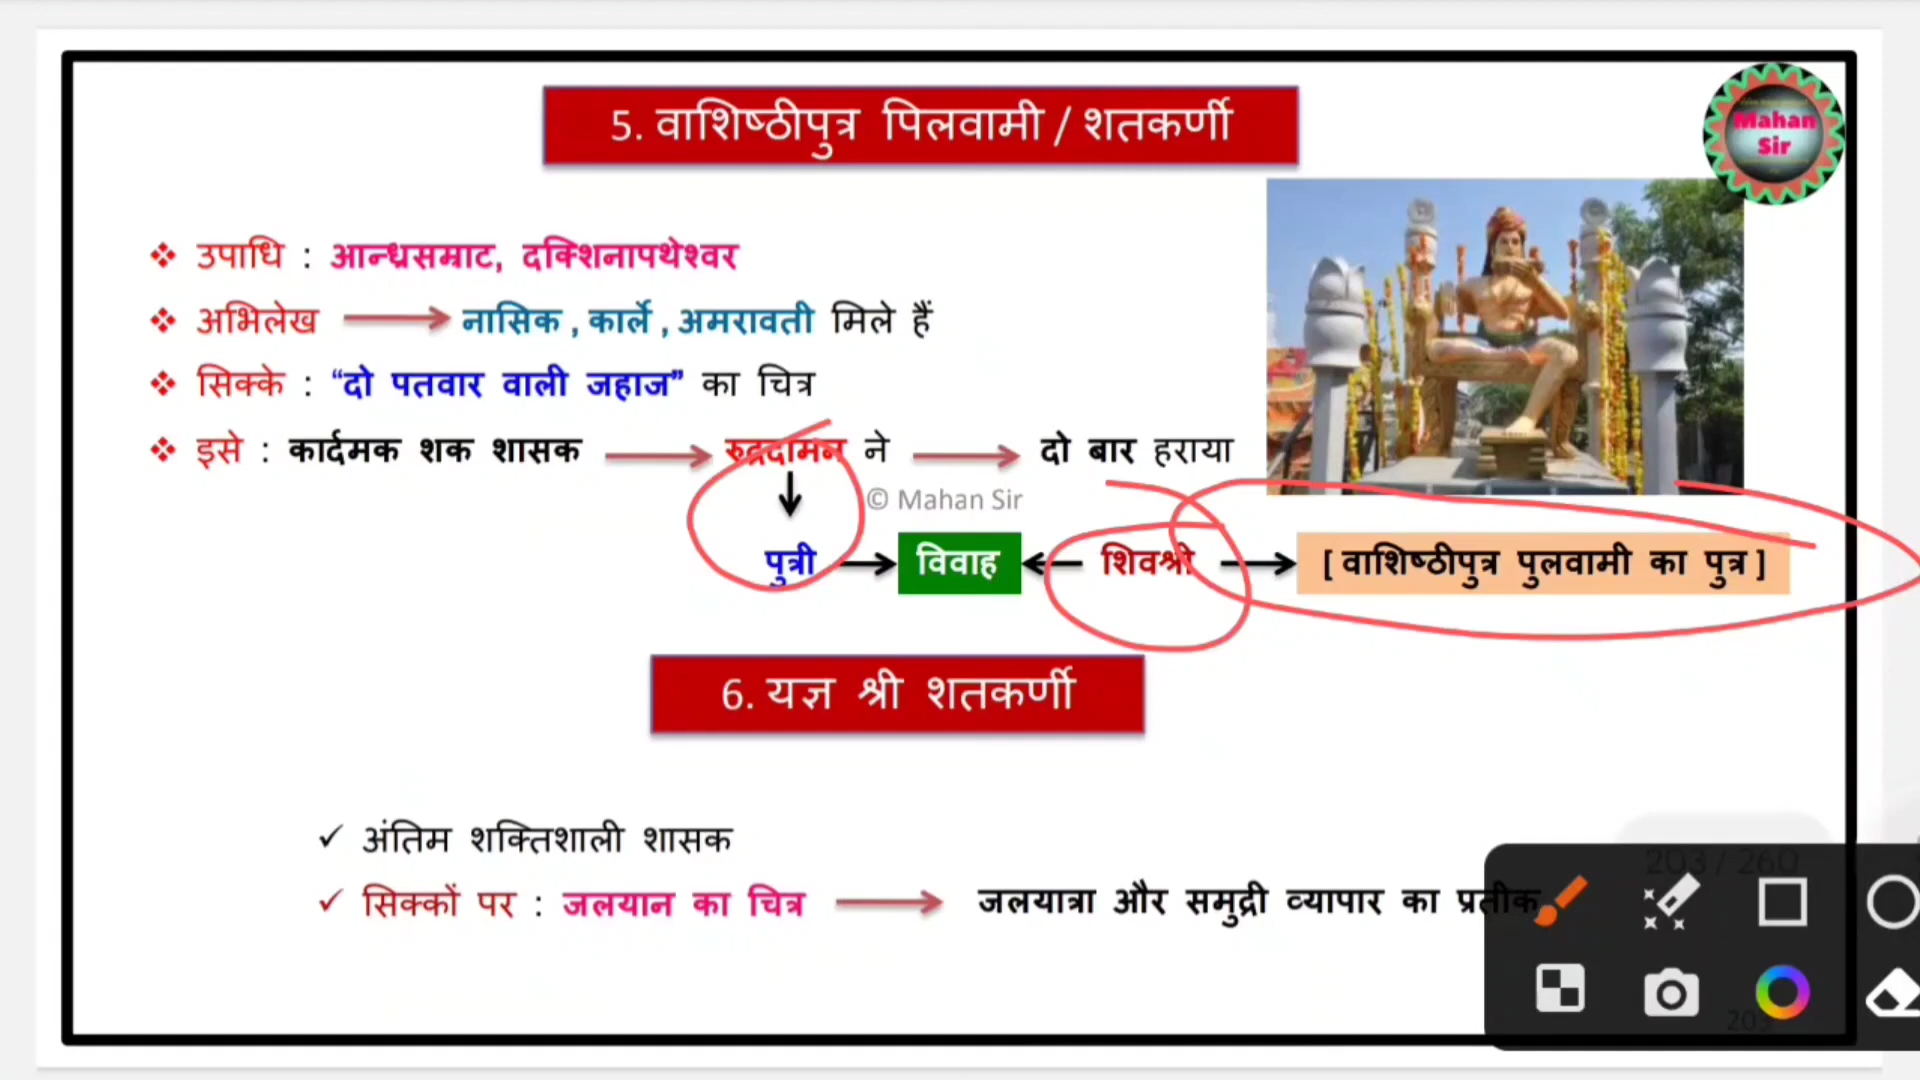 5. वाशिष्ठीपुत्र पिलवामी / शतकर्णी
Mahan
Sir
❖ उपाधि : आन्ध्रसम्राट, दक्शिनापथेश्वर
❖ अभिलेख → नासिक , कार्ले , अमरावती मिले हैं
❖ सिक्के : “दो पतवार वाली जहाज” का चित्र
❖ इसे : कार्दमक शक शासक → रुद्रदामन ने → दो बार हराया
© Mahan Sir
पुत्री → विवाह ← शिवश्री → [ वाशिष्ठीपुत्र पुलवामी का पुत्र ]
6. यज्ञ श्री शतकर्णी
✓ अंतिम शक्तिशाली शासक
✓ सिक्कों पर : जलयान का चित्र → जलयात्रा और समुद्री व्यापार का प्रतीक
203 / 260